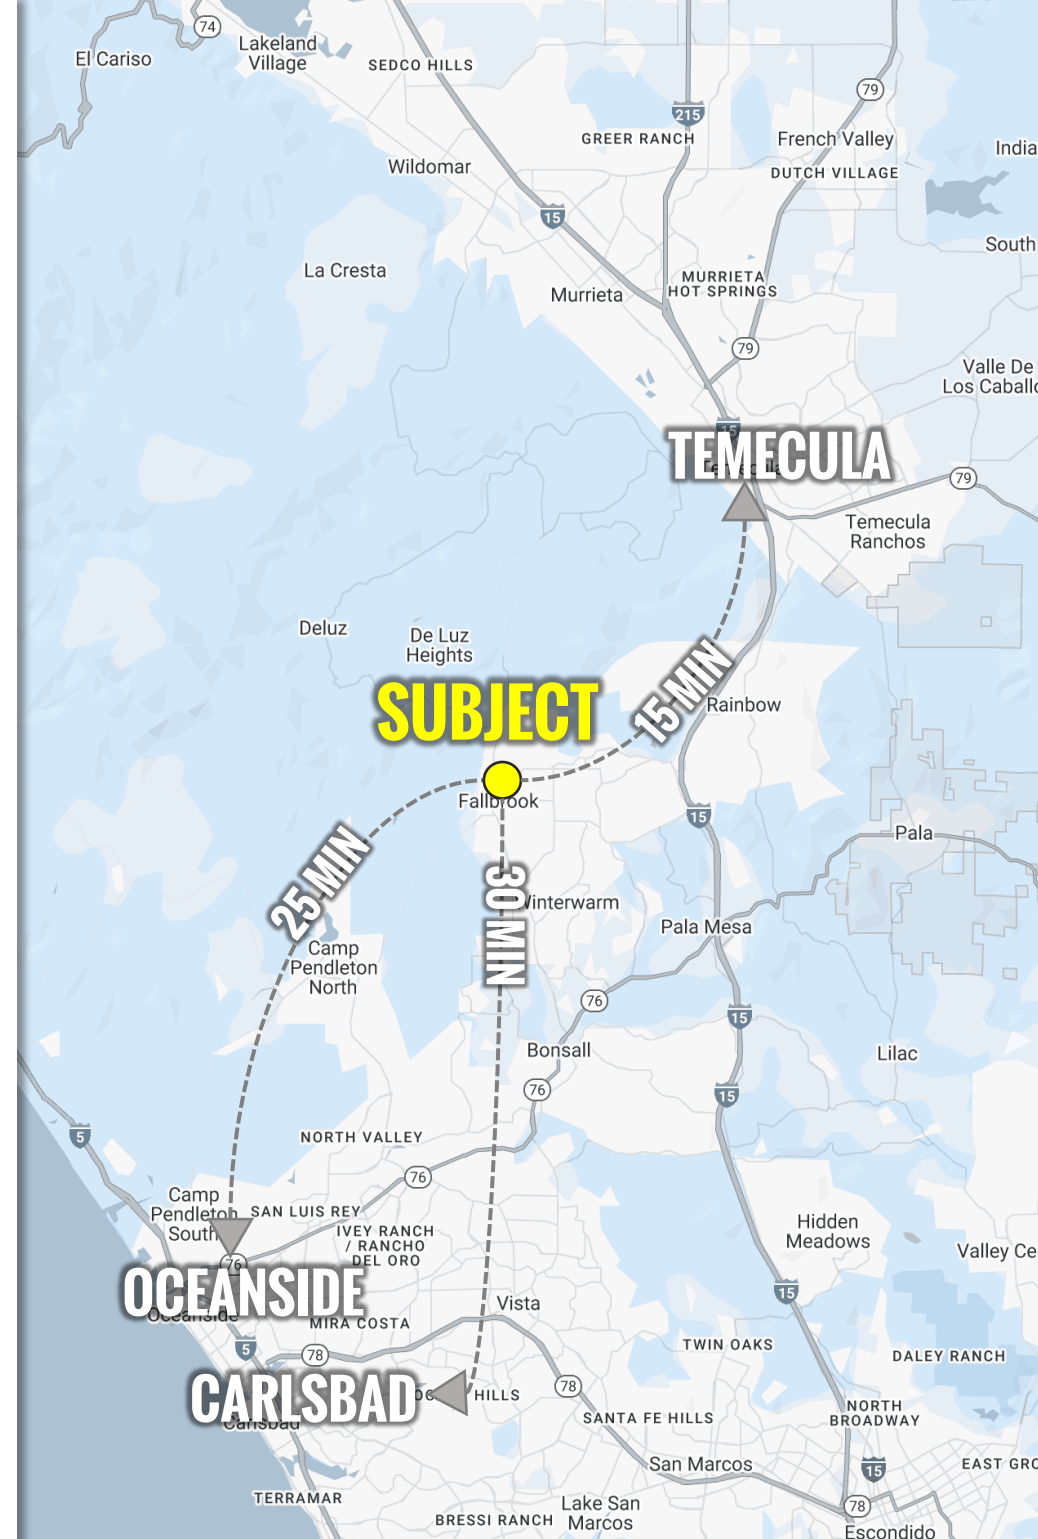 74
El Cariso
Lakeland
Village
SEDCO HILLS
79
215
GREER RANCH
French Valley
India
Wildomar
DUTCH VILLAGE
15
South
La Cresta
MURRIETA
HOT SPRINGS
Murrieta
79
Valle De
Los Caballo
15
TEMECULA
Temecula
79
Temecula
Ranchos
Deluz
De Luz
Heights
SUBJECT
15 MIN
Rainbow
Fallbrook
15
Pala
25 MIN
30 MIN
Winterwarm
Pala Mesa
Camp
Pendleton
North
76
15
Bonsall
Lilac
76
15
5
NORTH VALLEY
76
Camp
Pendleton
South
SAN LUIS REY
IVEY RANCH
/ RANCHO
DEL ORO
Hidden
Meadows
Valley Ce
76
OCEANSIDE
Oceanside
15
Vista
MIRA COSTA
5
78
TWIN OAKS
DALEY RANCH
CARLSBAD
Carlsbad
HILLS
78
SANTA FE HILLS
NORTH
BROADWAY
San Marcos
15
EAST GRO
TERRAMAR
Lake San
Marcos
BRESSI RANCH
78
Escondido